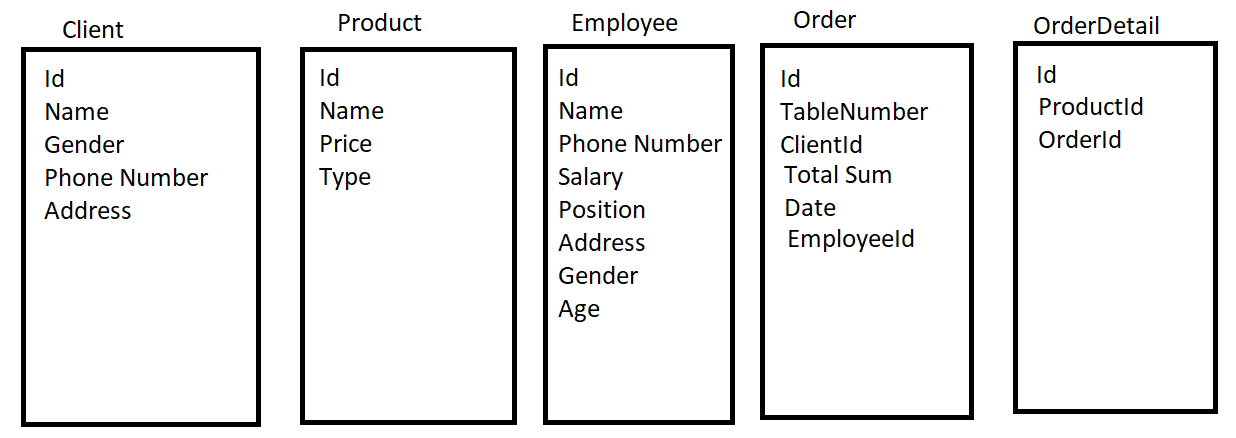 Client
Id
Name
Gender
Phone Number
Address
Product
Id
Name
Price
Type
Employee
Id
Name
Phone Number
Salary
Position
Address
Gender
Age
Order
Id
TableNumber
ClientId
Total Sum
Date
EmployeeId
OrderDetail
Id
ProductId
OrderId